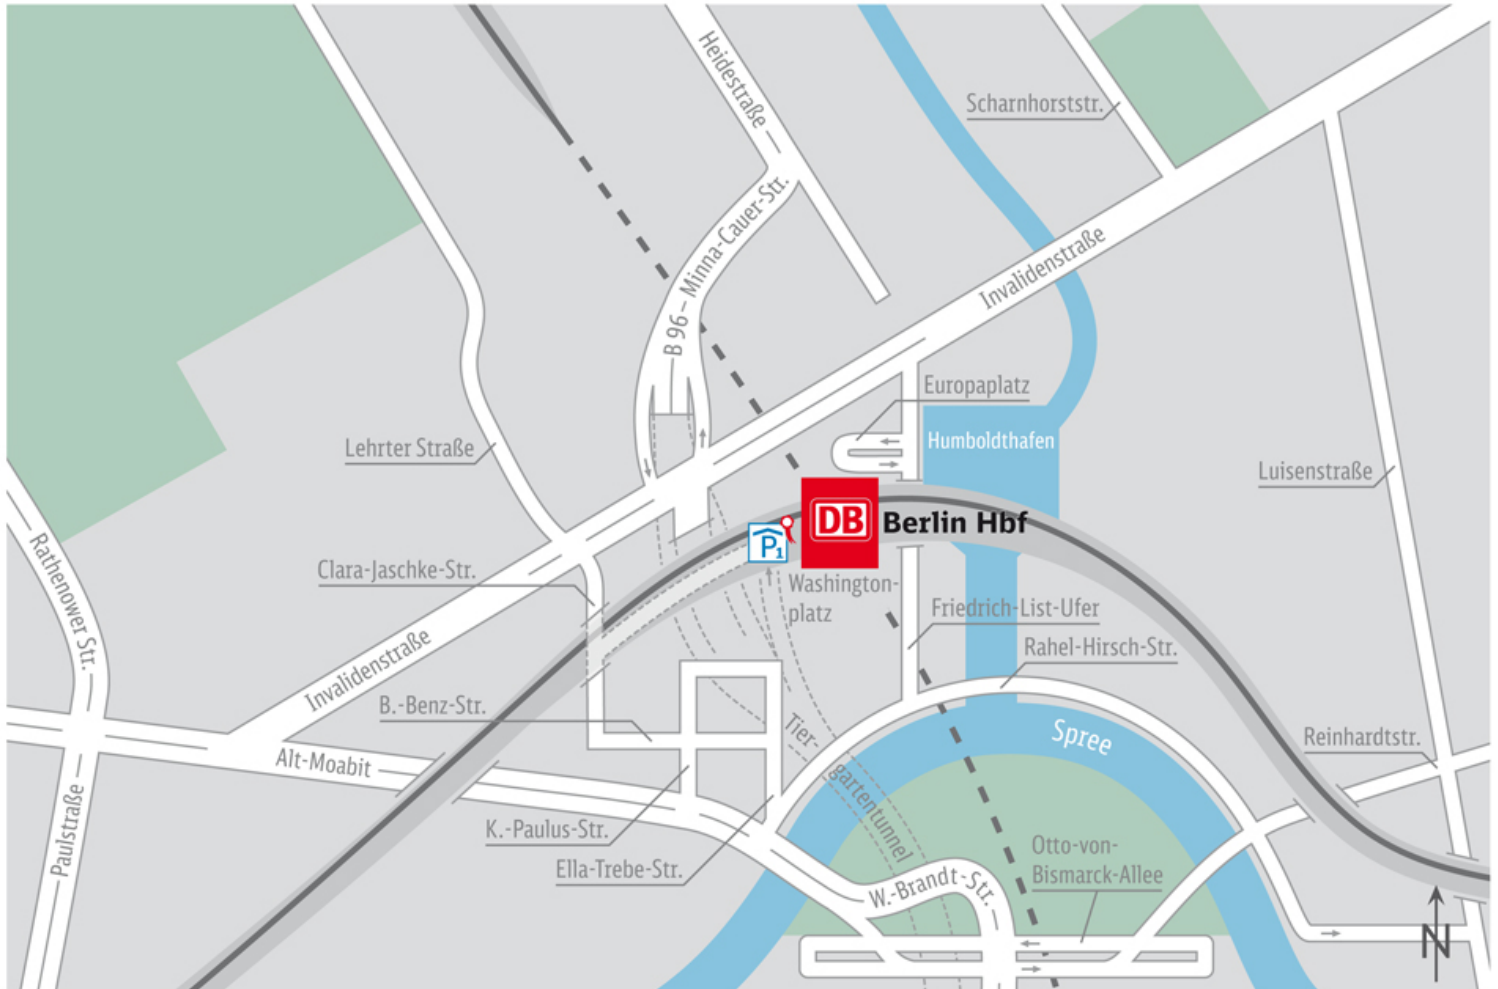 Heidestraße
Scharnhorststr.
B 96 – Minna-Cauer-Str.
Invalidenstraße
Europaplatz
Humboldthafen
Lehrter Straße
Luisenstraße
DB
Berlin Hbf
P1
Rathenower Str.
Clara-Jaschke-Str.
Washington-
platz
Friedrich-List-Ufer
Rahel-Hirsch-Str.
Invalidenstraße
B.-Benz-Str.
Tier-
gartentunnel
Spree
Reinhardtstr.
Alt-Moabit
Paulstraße
K.-Paulus-Str.
Ella-Trebe-Str.
Otto-von-
Bismarck-Allee
W.-Brandt-Str.
N